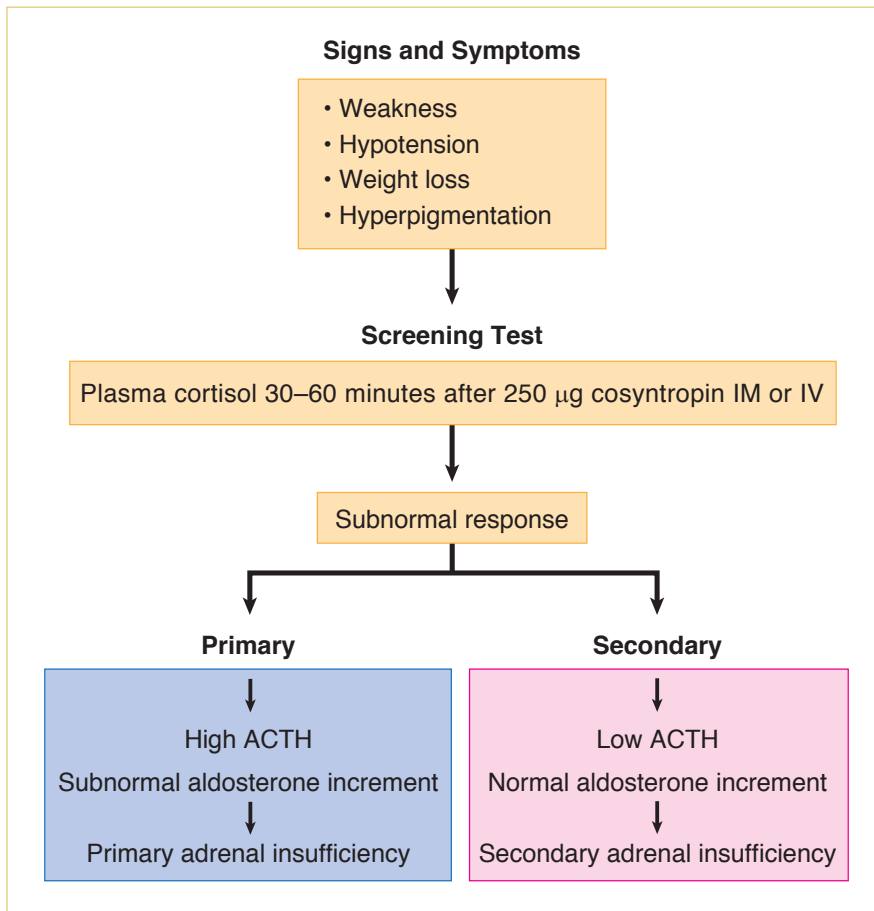 Signs and Symptoms
• Weakness
• Hypotension
• Weight loss
• Hyperpigmentation
Screening Test
Plasma cortisol 30–60 minutes after 250 μg cosyntropin IM or IV
Subnormal response
Primary
High ACTH
Subnormal aldosterone increment
Primary adrenal insufficiency
Secondary
Low ACTH
Normal aldosterone increment
Secondary adrenal insufficiency